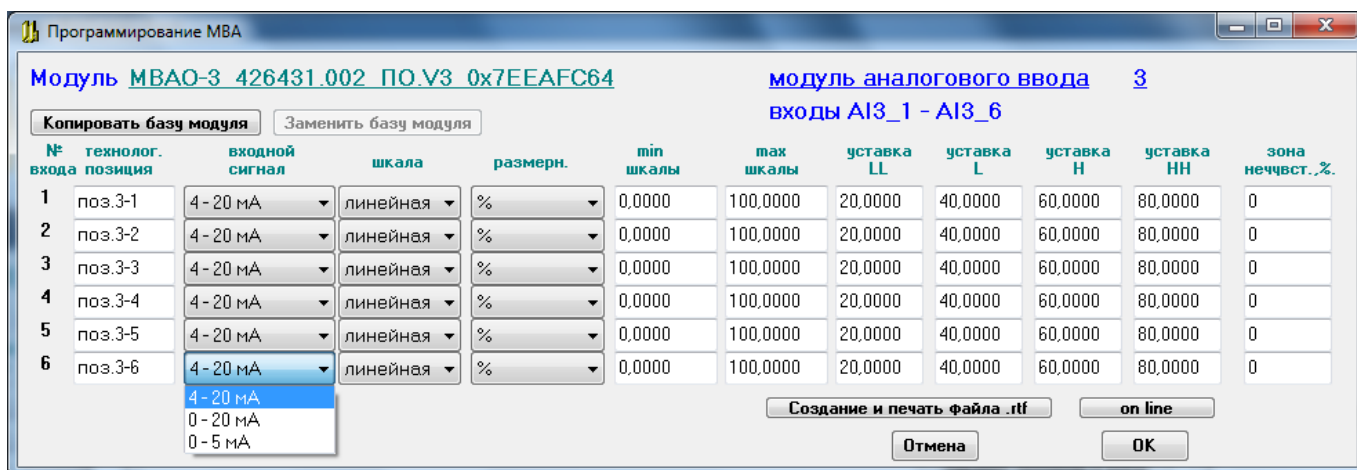 Программирование МВА
Модуль МВАО-3 426431.002 ПО.V3 0x7EEAFC64
модуль аналогового ввода 3
входы AI3_1 - AI3_6
Копировать базу модуля Заменить базу модуля
№ входа технолог. позиция входной сигнал шкала размерн. min шкалы max шкалы уставка LL уставка L уставка H уставка HH зона нечувст.,%.
1 поз.3-1 4 - 20 мА линейная % 0,0000 100,0000 20,0000 40,0000 60,0000 80,0000 0
2 поз.3-2 4 - 20 мА линейная % 0,0000 100,0000 20,0000 40,0000 60,0000 80,0000 0
3 поз.3-3 4 - 20 мА линейная % 0,0000 100,0000 20,0000 40,0000 60,0000 80,0000 0
4 поз.3-4 4 - 20 мА линейная % 0,0000 100,0000 20,0000 40,0000 60,0000 80,0000 0
5 поз.3-5 4 - 20 мА линейная % 0,0000 100,0000 20,0000 40,0000 60,0000 80,0000 0
6 поз.3-6 4 - 20 мА линейная % 0,0000 100,0000 20,0000 40,0000 60,0000 80,0000 0
4 - 20 мА
0 - 20 мА
0 - 5 мА
Создание и печать файла .rtf on line
Отмена OK